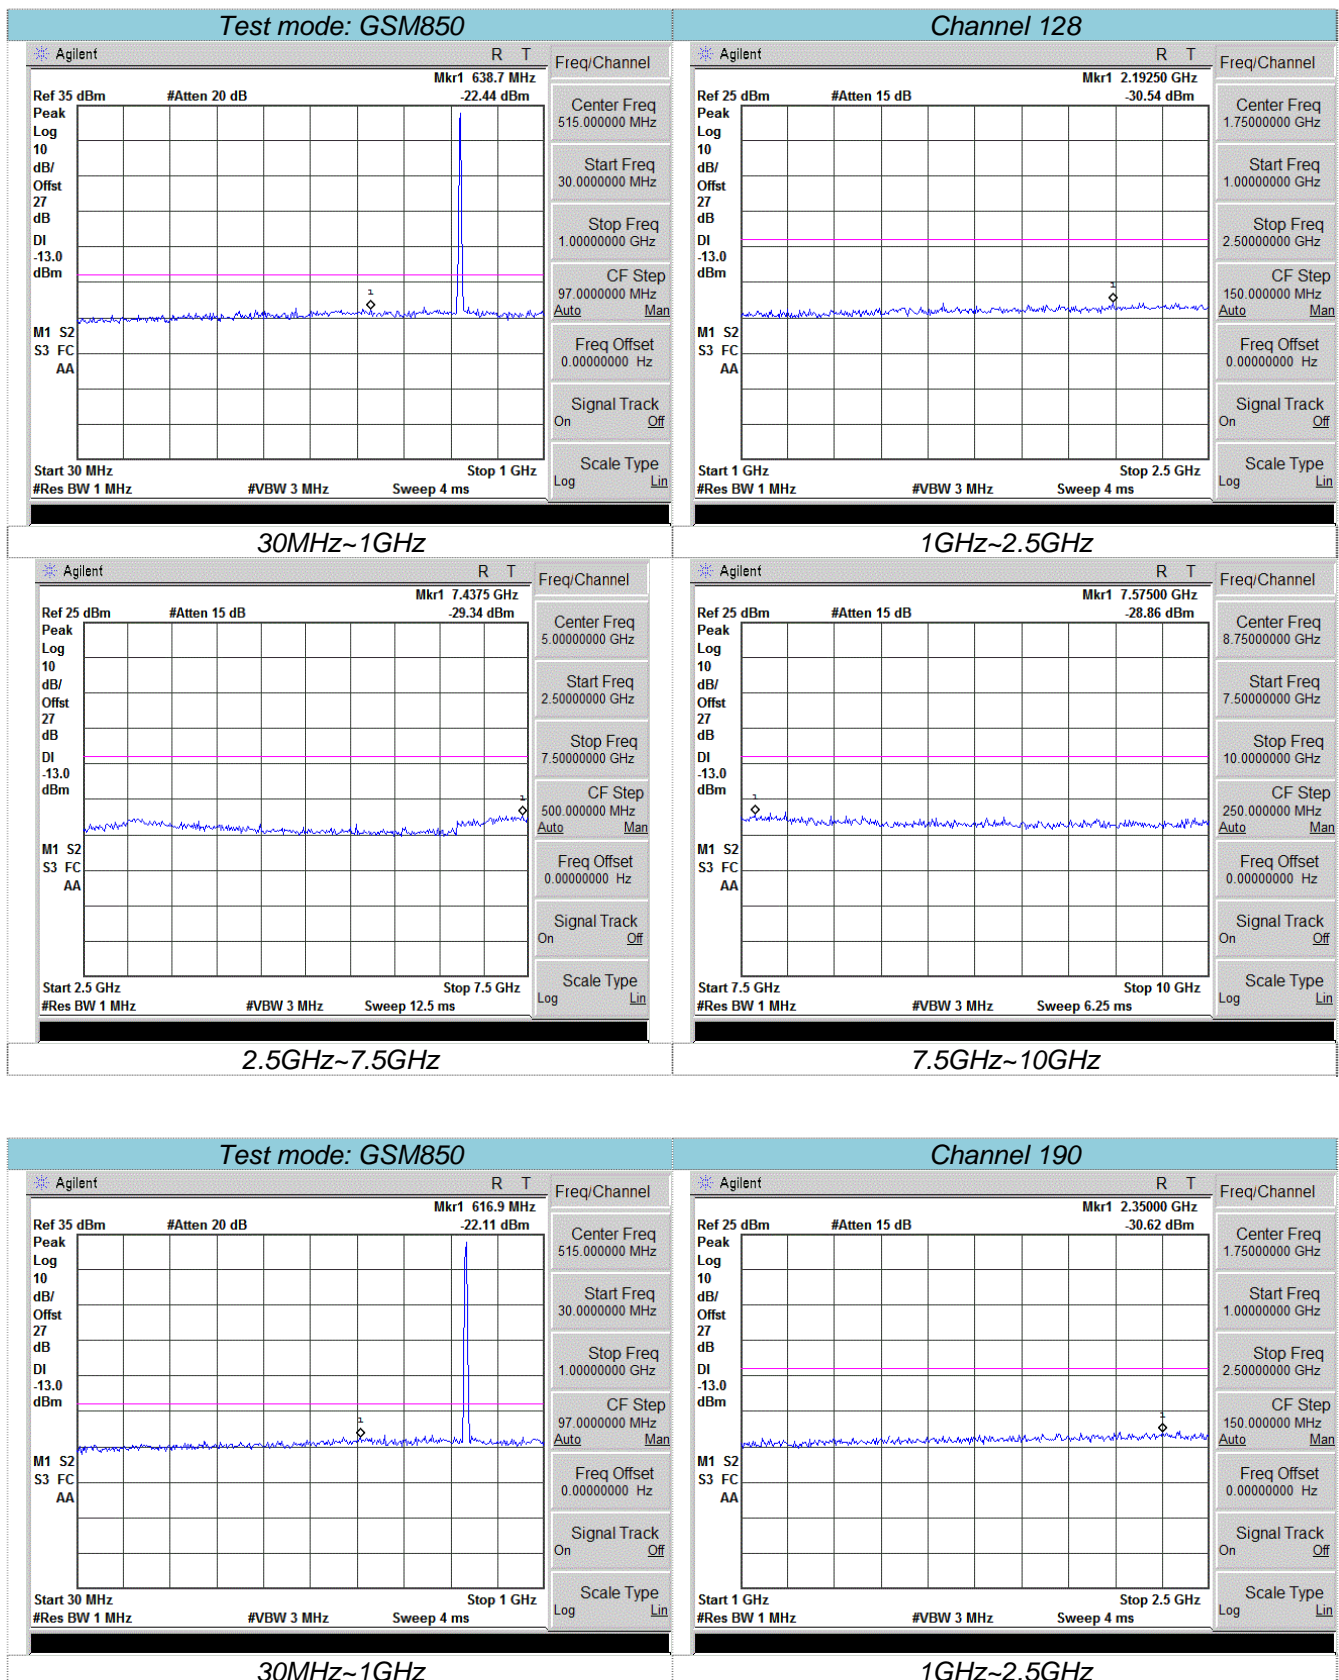 Test mode: GSM850
Channel 128
Agilent
R T
Mkr1 638.7 MHz
Ref 35 dBm #Atten 20 dB -22.44 dBm
Peak
Log
10
dB/
Offst
27
dB
DI
-13.0
dBm
1
M1 S2
S3 FC
AA
Start 30 MHz Stop 1 GHz
#Res BW 1 MHz #VBW 3 MHz Sweep 4 ms
Freq/Channel
Center Freq
515.000000 MHz
Start Freq
30.0000000 MHz
Stop Freq
1.00000000 GHz
CF Step
97.0000000 MHz
Auto Man
Freq Offset
0.00000000 Hz
Signal Track
On Off
Scale Type
Log Lin
Agilent
R T
Mkr1 2.19250 GHz
Ref 25 dBm #Atten 15 dB -30.54 dBm
Peak
Log
10
dB/
Offst
27
dB
DI
-13.0
dBm
1
M1 S2
S3 FC
AA
Start 1 GHz Stop 2.5 GHz
#Res BW 1 MHz #VBW 3 MHz Sweep 4 ms
Freq/Channel
Center Freq
1.75000000 GHz
Start Freq
1.00000000 GHz
Stop Freq
2.50000000 GHz
CF Step
150.000000 MHz
Auto Man
Freq Offset
0.00000000 Hz
Signal Track
On Off
Scale Type
Log Lin
30MHz~1GHz
1GHz~2.5GHz
Agilent
R T
Mkr1 7.4375 GHz
Ref 25 dBm #Atten 15 dB -29.34 dBm
Peak
Log
10
dB/
Offst
27
dB
DI
-13.0
dBm
1
M1 S2
S3 FC
AA
Start 2.5 GHz Stop 7.5 GHz
#Res BW 1 MHz #VBW 3 MHz Sweep 12.5 ms
Freq/Channel
Center Freq
5.00000000 GHz
Start Freq
2.50000000 GHz
Stop Freq
7.50000000 GHz
CF Step
500.000000 MHz
Auto Man
Freq Offset
0.00000000 Hz
Signal Track
On Off
Scale Type
Log Lin
Agilent
R T
Mkr1 7.57500 GHz
Ref 25 dBm #Atten 15 dB -28.86 dBm
Peak
Log
10
dB/
Offst
27
dB
DI
-13.0
dBm
1
M1 S2
S3 FC
AA
Start 7.5 GHz Stop 10 GHz
#Res BW 1 MHz #VBW 3 MHz Sweep 6.25 ms
Freq/Channel
Center Freq
8.75000000 GHz
Start Freq
7.50000000 GHz
Stop Freq
10.0000000 GHz
CF Step
250.000000 MHz
Auto Man
Freq Offset
0.00000000 Hz
Signal Track
On Off
Scale Type
Log Lin
2.5GHz~7.5GHz
7.5GHz~10GHz
Test mode: GSM850
Channel 190
Agilent
R T
Mkr1 616.9 MHz
Ref 35 dBm #Atten 20 dB -22.11 dBm
Peak
Log
10
dB/
Offst
27
dB
DI
-13.0
dBm
1
M1 S2
S3 FC
AA
Start 30 MHz Stop 1 GHz
#Res BW 1 MHz #VBW 3 MHz Sweep 4 ms
Freq/Channel
Center Freq
515.000000 MHz
Start Freq
30.0000000 MHz
Stop Freq
1.00000000 GHz
CF Step
97.0000000 MHz
Auto Man
Freq Offset
0.00000000 Hz
Signal Track
On Off
Scale Type
Log Lin
Agilent
R T
Mkr1 2.35000 GHz
Ref 25 dBm #Atten 15 dB -30.62 dBm
Peak
Log
10
dB/
Offst
27
dB
DI
-13.0
dBm
1
M1 S2
S3 FC
AA
Start 1 GHz Stop 2.5 GHz
#Res BW 1 MHz #VBW 3 MHz Sweep 4 ms
Freq/Channel
Center Freq
1.75000000 GHz
Start Freq
1.00000000 GHz
Stop Freq
2.50000000 GHz
CF Step
150.000000 MHz
Auto Man
Freq Offset
0.00000000 Hz
Signal Track
On Off
Scale Type
Log Lin
30MHz~1GHz
1GHz~2.5GHz